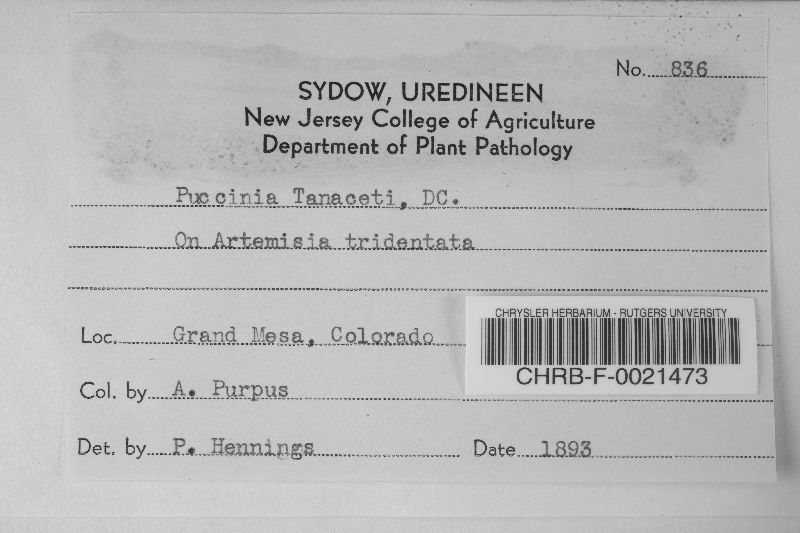 No. 836
SYDOW, UREDINEEN
New Jersey College of Agriculture
Department of Plant Pathology
Puccinia Tanaceti, DC.
On Artemisia tridentata
Loc. Grand Mesa, Colorado
CHRYSLER HERBARIUM - RUTGERS UNIVERSITY
CHRB-F-0021473
Col. by A. Purpus
Det. by P. Hennings Date 1893